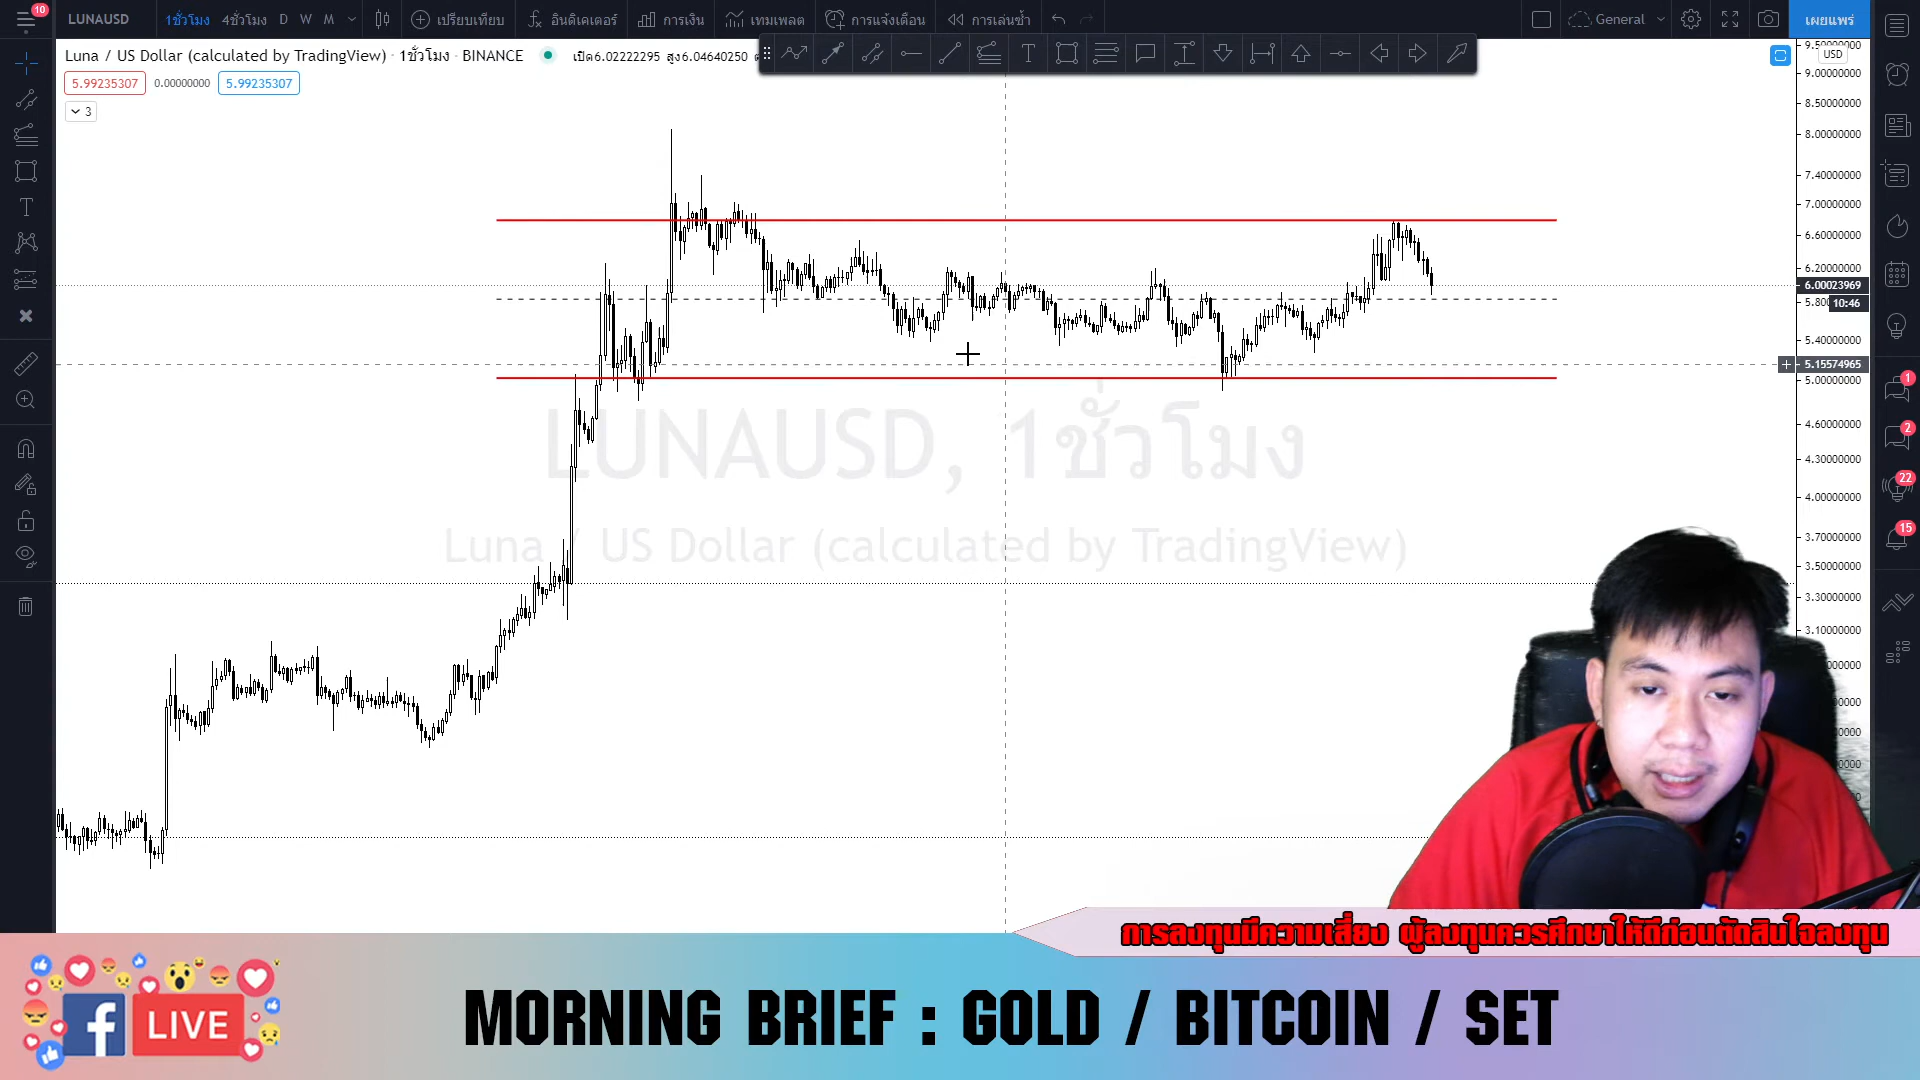 10
LUNAUSD
1ชั่วโมง
4ชั่วโมง
D
W
M
เปรียบเทียบ
อินดิเคเตอร์
การเงิน
เทมเพลต
การแจ้งเตือน
การเล่นซ้ำ
General
เผยแพร่
Luna / US Dollar (calculated by TradingView) · 1ชั่วโมง · BINANCE
เปิด6.02222295 สูง6.04640250
5.99235307
0.00000000
5.99235307
3
USD
9.50000000
9.00000000
8.50000000
8.00000000
7.40000000
7.00000000
6.60000000
6.20000000
6.00023969
10:46
5.40000000
5.15574965
5.00000000
4.60000000
4.30000000
4.00000000
3.70000000
3.50000000
3.30000000
3.10000000
1
2
22
15
LUNAUSD, 1ชั่วโมง
Luna / US Dollar (calculated by TradingView)
การลงทุนมีความเสี่ยง ผู้ลงทุนควรศึกษาให้ดีก่อนตัดสินใจลงทุน
f LIVE
MORNING BRIEF : GOLD / BITCOIN / SET